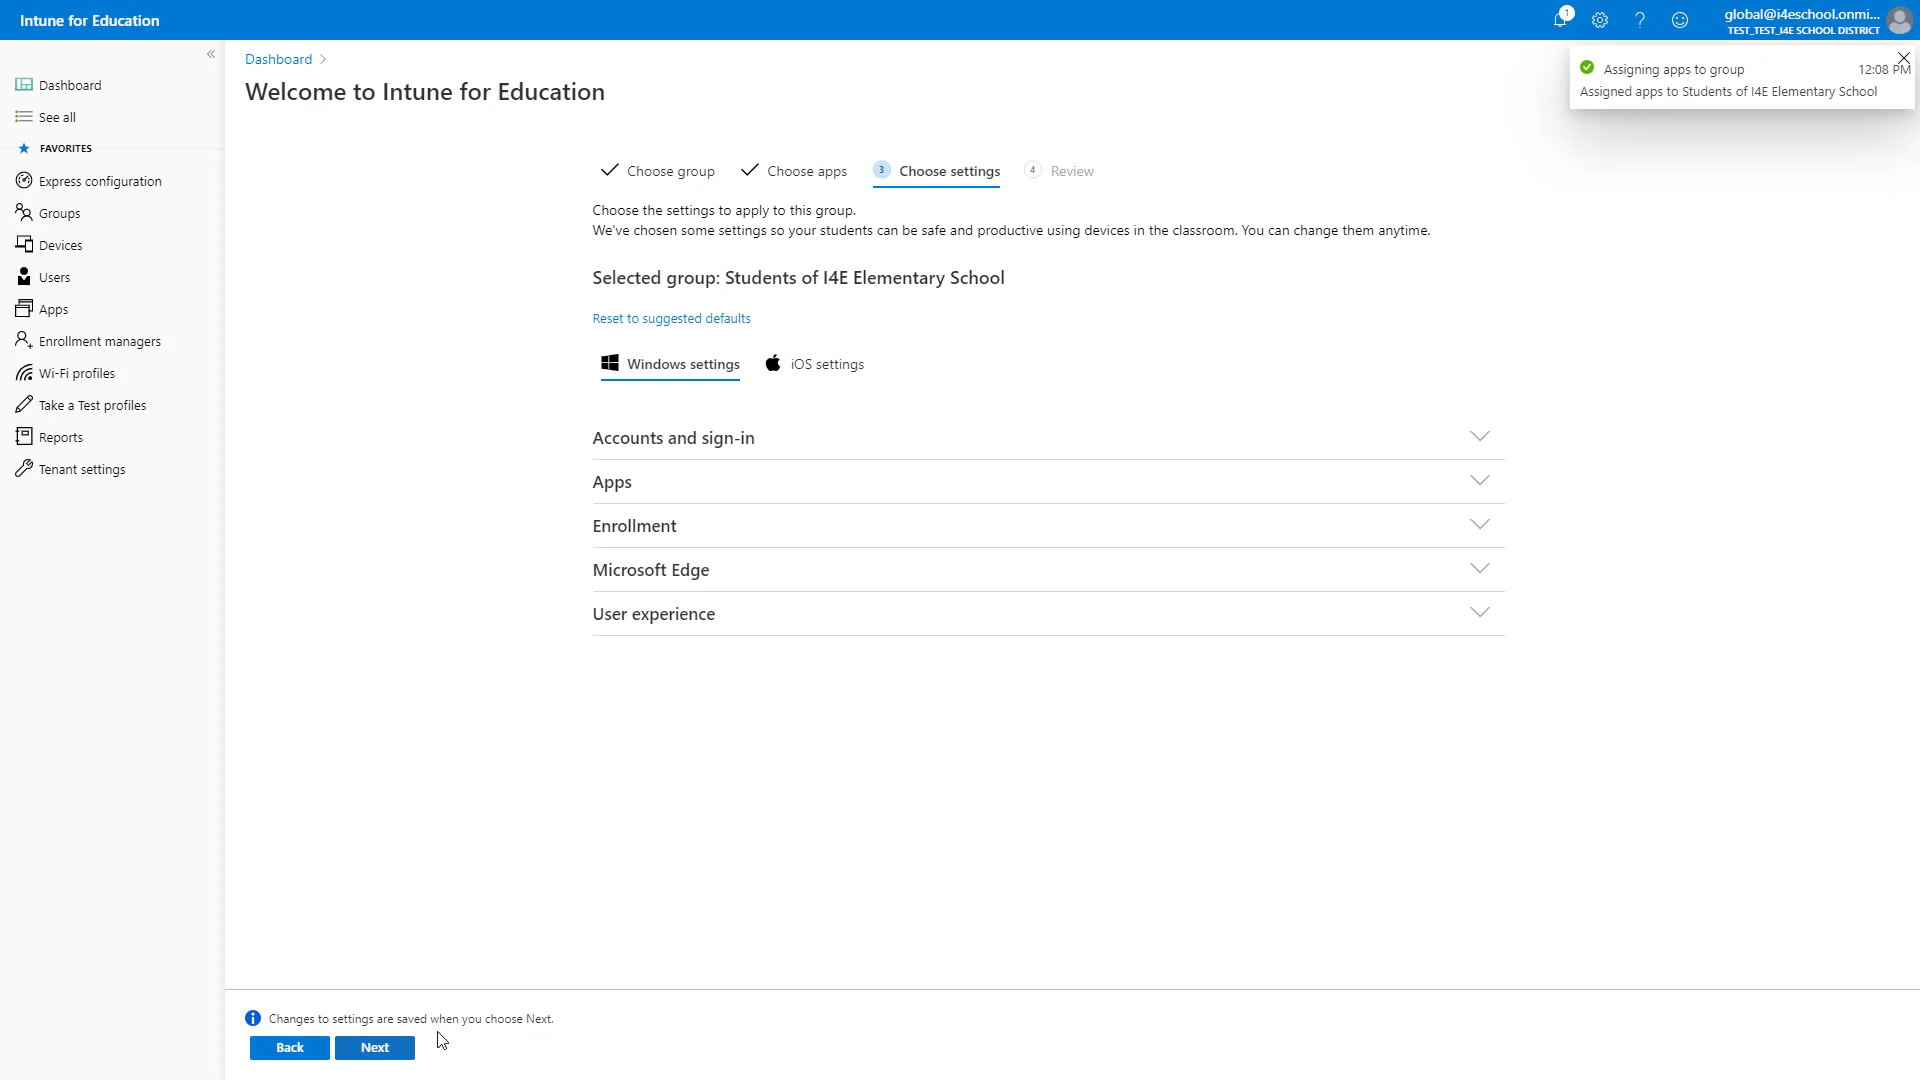 Intune for Education
1
global@i4eschool.onmi...
TEST_TEST_I4E SCHOOL DISTRICT
Dashboard
See all
FAVORITES
Express configuration
Groups
Devices
Users
Apps
Enrollment managers
Wi-Fi profiles
Take a Test profiles
Reports
Tenant settings
Dashboard
Welcome to Intune for Education
Assigning apps to group 12:08 PM
Assigned apps to Students of I4E Elementary School
Choose group Choose apps 3 Choose settings 4 Review
Choose the settings to apply to this group.
We've chosen some settings so your students can be safe and productive using devices in the classroom. You can change them anytime.
Selected group: Students of I4E Elementary School
Reset to suggested defaults
Windows settings iOS settings
Accounts and sign-in
Apps
Enrollment
Microsoft Edge
User experience
Changes to settings are saved when you choose Next.
Back Next